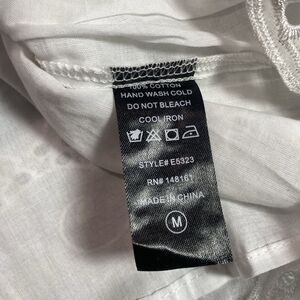 100% COTTON
HAND WASH COLD
DO NOT BLEACH
COOL IRON
STYLE# E5323
RN# 148161
MADE IN CHINA
M